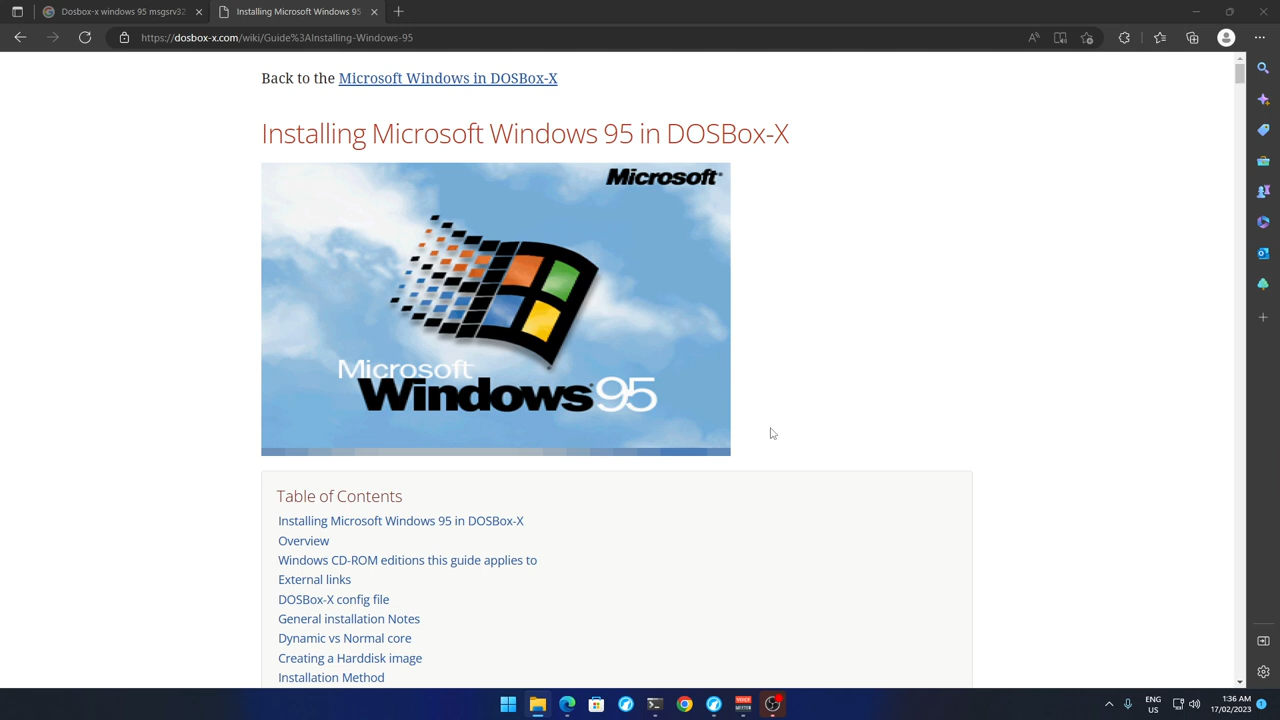 Dosbox-x windows 95 msgsrv32
Installing Microsoft Windows 95
https://dosbox-x.com/wiki/Guide%3AInstalling-Windows-95
Back to the Microsoft Windows in DOSBox-X
Installing Microsoft Windows 95 in DOSBox-X
Microsoft
Microsoft
Windows 95
Table of Contents
Installing Microsoft Windows 95 in DOSBox-X
Overview
Windows CD-ROM editions this guide applies to
External links
DOSBox-X config file
General installation Notes
Dynamic vs Normal core
Creating a Harddisk image
Installation Method
ENG
US
1:36 AM
17/02/2023